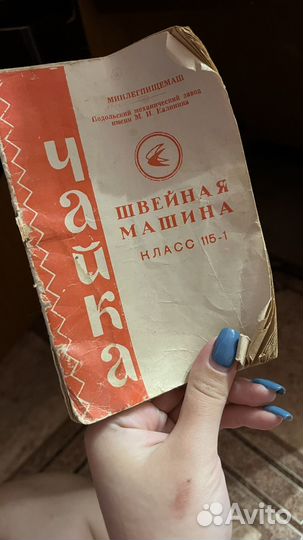 МИНЛЕГПИЩЕМАШ
Подольский механический завод
имени М. И. Калинина
чайка
ШВЕЙНАЯ
МАШИНА
КЛАСС 115-1
Avito